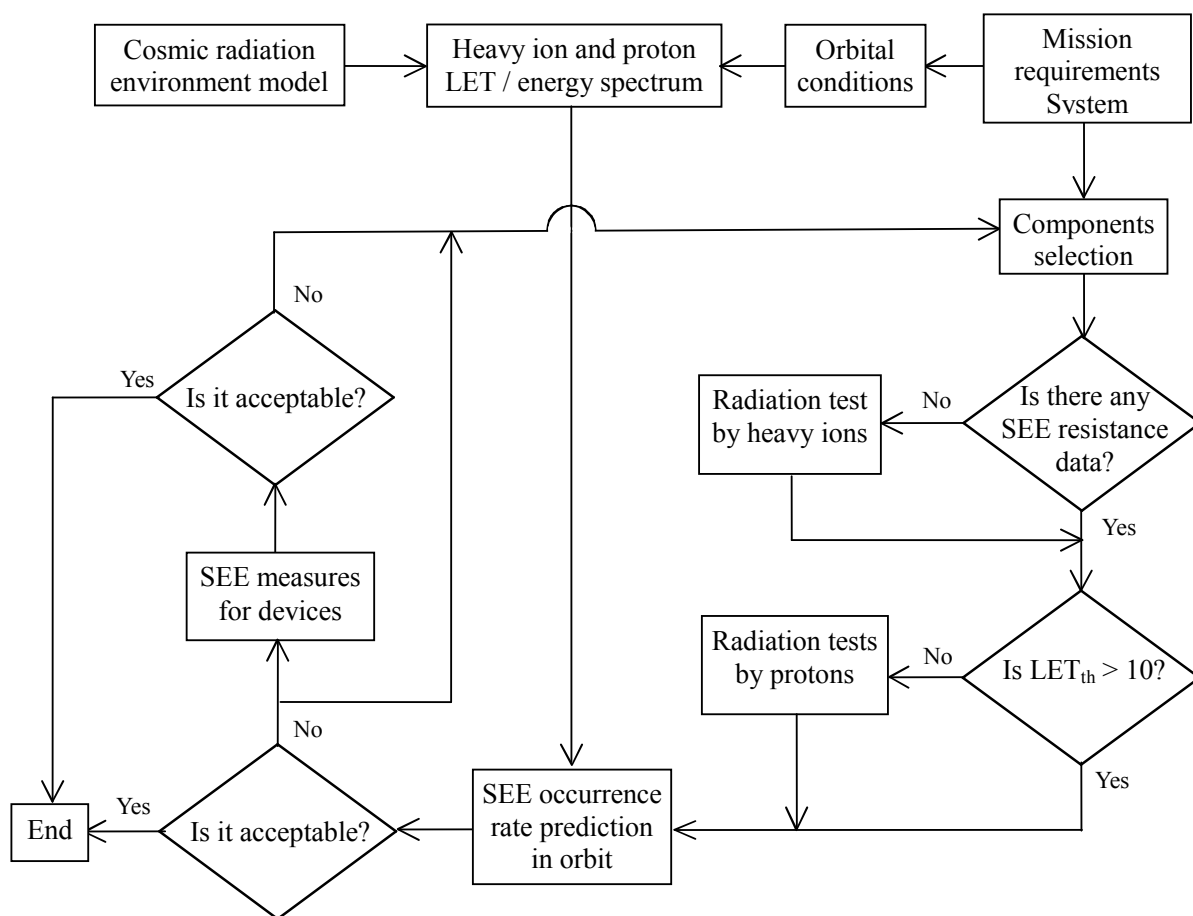 Cosmic radiation
environment model
Heavy ion and proton
LET / energy spectrum
Orbital
conditions
Mission
requirements
Svstem
Components
selection
No
Is it acceptable?
Yes
Radiation test
by heavy ions
No
Is there any
SEE resistance
data?
Yes
SEE measures
for devices
Radiation tests
by protons
No
Is LETth > 10?
Yes
No
Yes
End
Is it acceptable?
SEE occurrence
rate prediction
in orbit